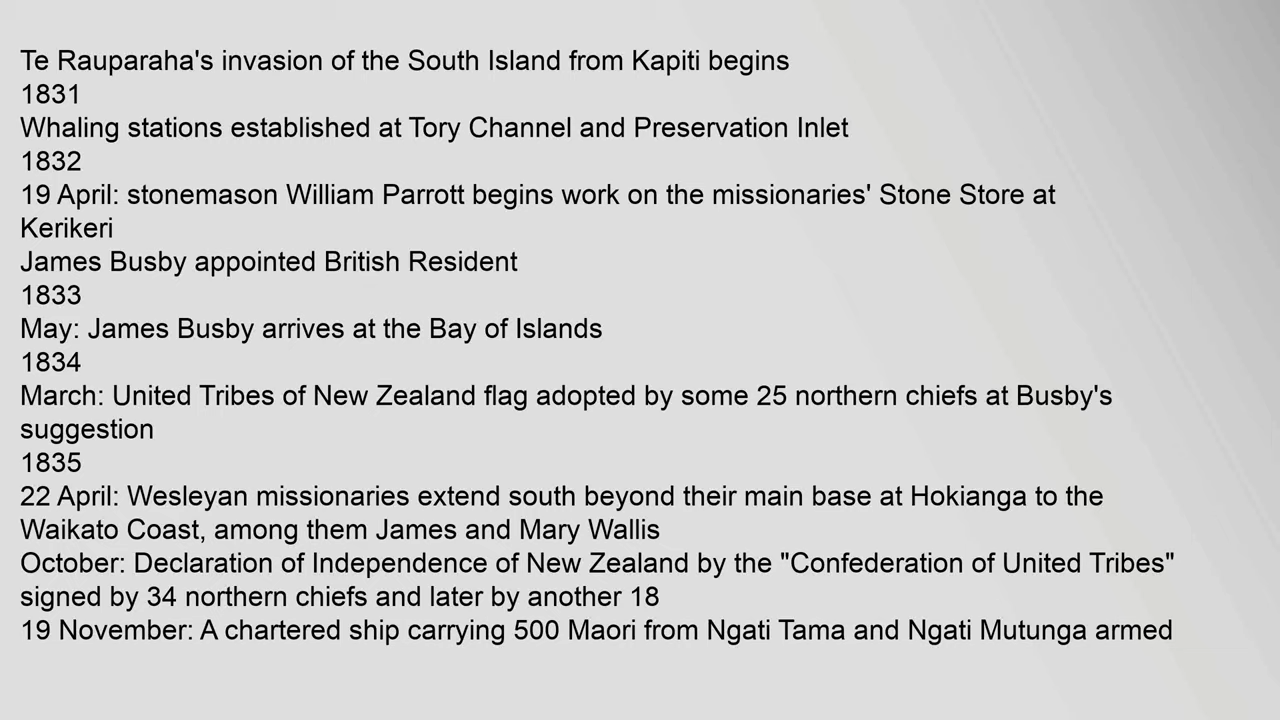 Te Rauparaha's invasion of the South Island from Kapiti begins
1831
Whaling stations established at Tory Channel and Preservation Inlet
1832
19 April: stonemason William Parrott begins work on the missionaries' Stone Store at
Kerikeri
James Busby appointed British Resident
1833
May: James Busby arrives at the Bay of Islands
1834
March: United Tribes of New Zealand flag adopted by some 25 northern chiefs at Busby's
suggestion
1835
22 April: Wesleyan missionaries extend south beyond their main base at Hokianga to the
Waikato Coast, among them James and Mary Wallis
October: Declaration of Independence of New Zealand by the "Confederation of United Tribes"
signed by 34 northern chiefs and later by another 18
19 November: A chartered ship carrying 500 Maori from Ngati Tama and Ngati Mutunga armed